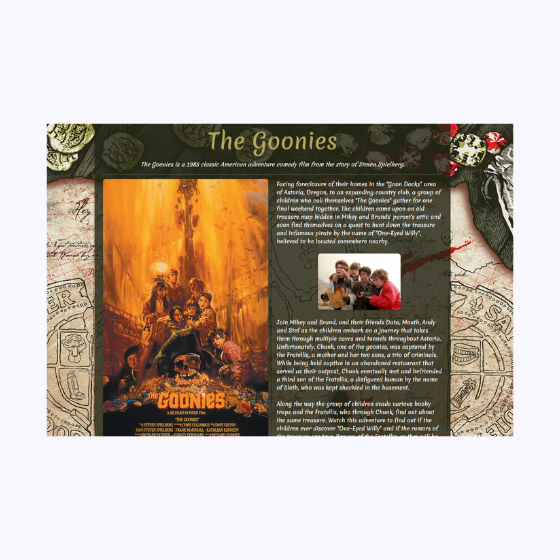 The Goonies
The Goonies is a 1985 classic American adventure comedy film from the story of Steven Spielberg.
Facing foreclosure of their homes in the "Goon Docks" area
of Astoria, Oregon, to an expanding country club, a group of
children who call themselves "The Goonies" gather for one
final weekend together. The children come upon an old
treasure map hidden in Mikey and Brands' parent's attic and
soon find themselves on a quest to hunt down the treasure
and infamous pirate by the name of "One-Eyed Willy",
believed to be located somewhere nearby.
Join Mikey and Brand, and their friends Data, Mouth, Andy
and Stef as the children embark on a journey that takes
them through multiple caves and tunnels throughout Astoria.
Unfortunately, Chunk, one of the goonies, was captured by
the Fratellis, a mother and her two sons, a trio of criminals.
While being held captive in an abandoned restaurant that
served as their outpost, Chunk eventually met and befriended
a third son of the Fratellis, a disfigured human by the name
of Sloth, who was kept shackled in the basement.
Along the way the group of children evade various booby
traps and the Fratellis, who through Chunk, find out about
the same treasure. Watch this adventure to find out if the
children ever discover "One-Eyed Willy" and if the rumors of
THE GOONIES
A RICHARD DONNER Film
"THE GOONIES"